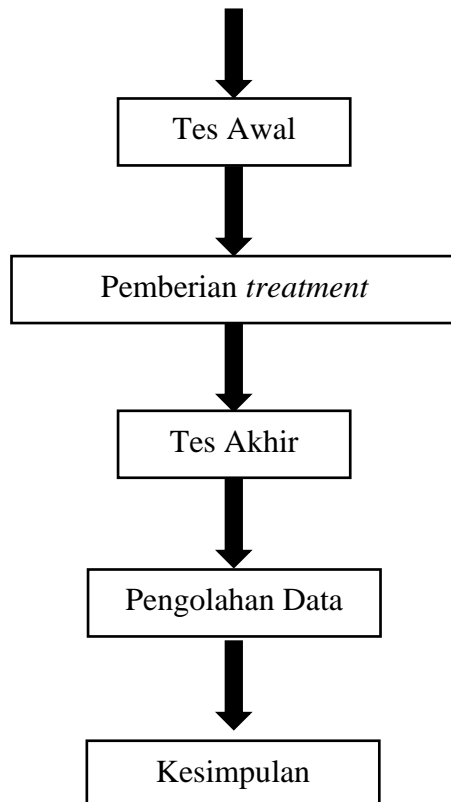 Tes Awal
Pemberian treatment
Tes Akhir
Pengolahan Data
Kesimpulan